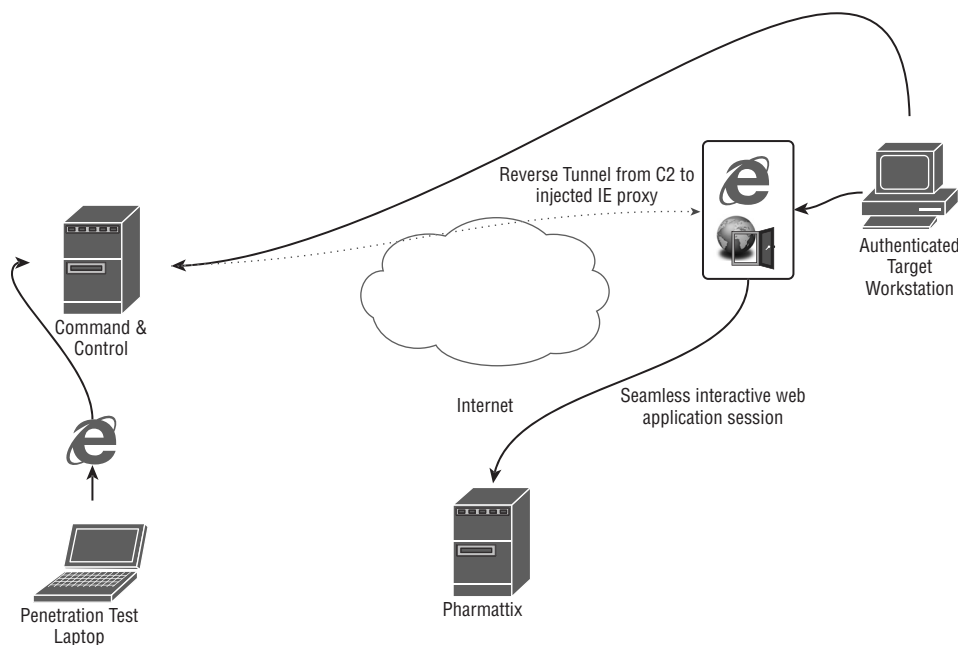 Reverse Tunnel from C2 to
injected IE proxy
Authenticated
Target
Workstation
Command &
Control
Internet
Seamless interactive web
application session
Penetration Test
Laptop
Pharmattix